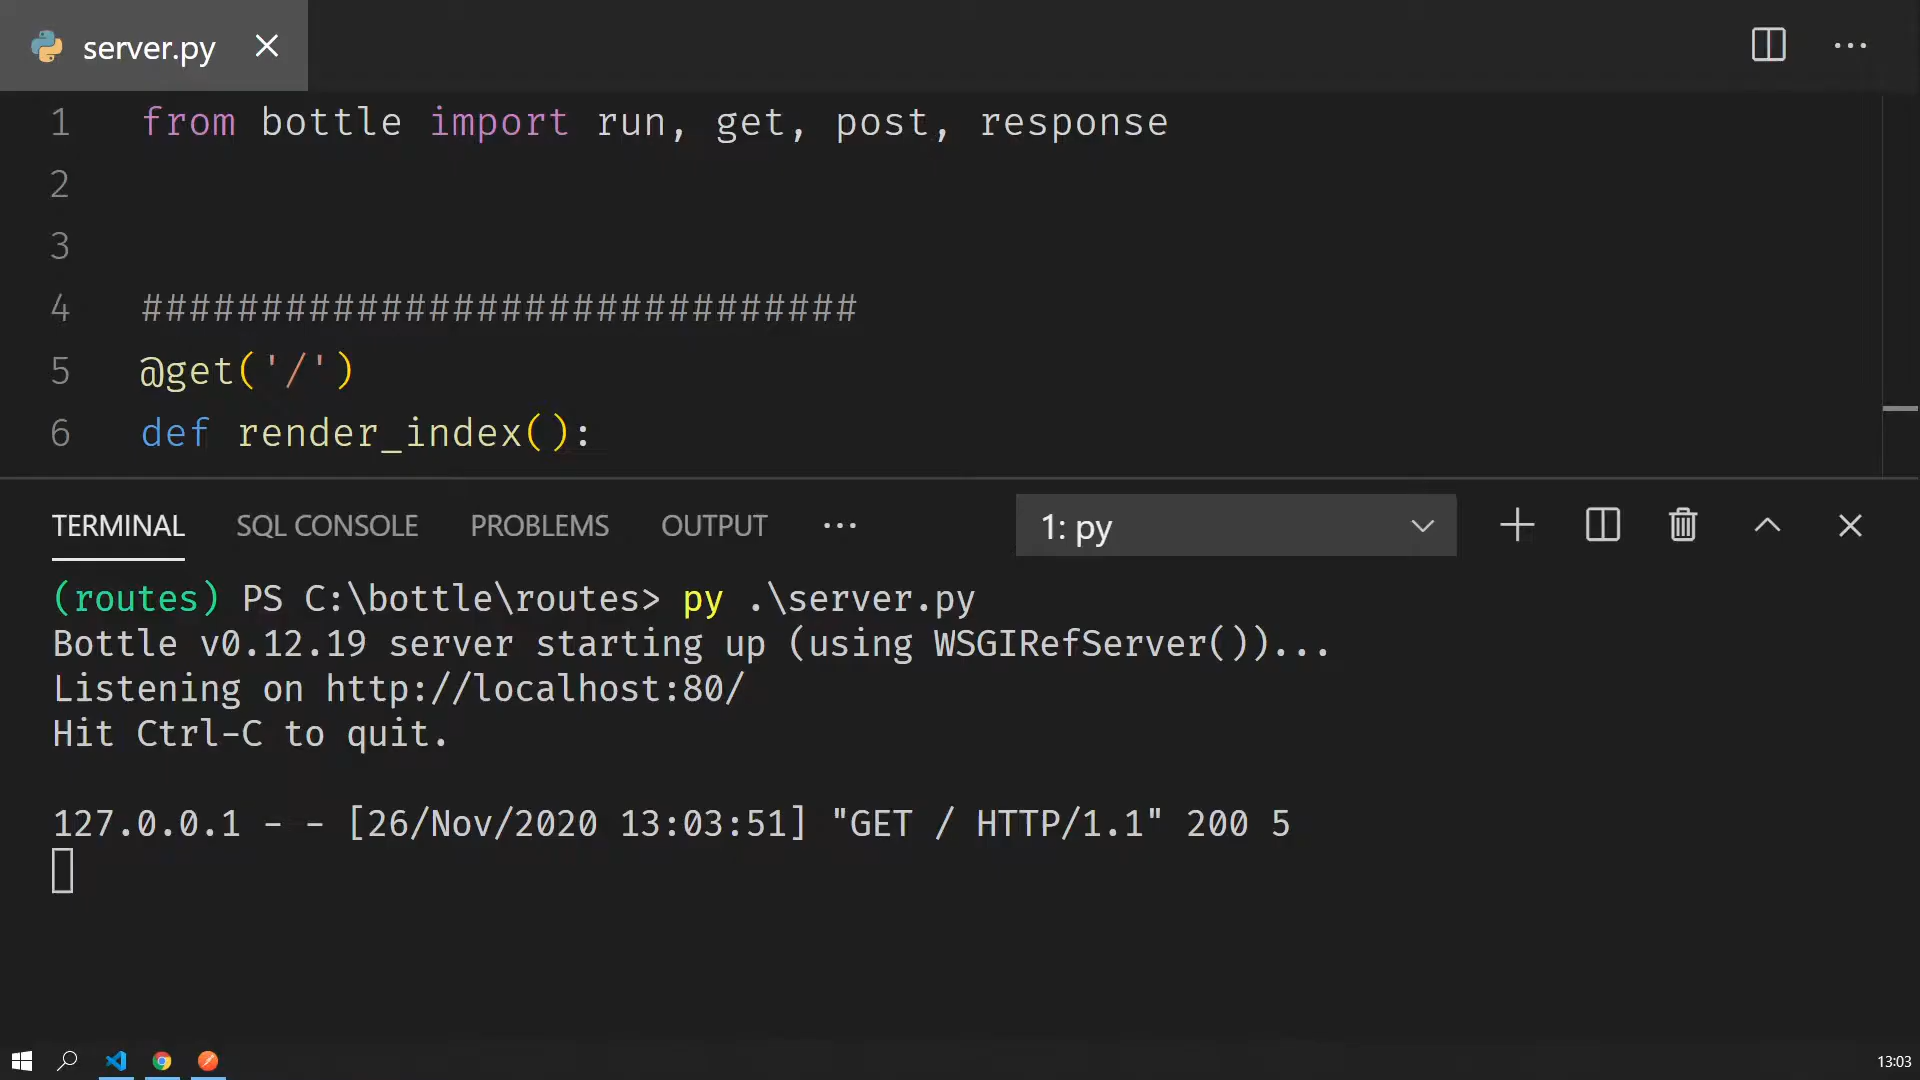 server.py
1 from bottle import run, get, post, response
2
3
4 ##############################
5 @get('/')
6 def render_index():
TERMINAL SQL CONSOLE PROBLEMS OUTPUT ... 1: py
(routes) PS C:\bottle\routes> py .\server.py
Bottle v0.12.19 server starting up (using WSGIRefServer())...
Listening on http://localhost:80/
Hit Ctrl-C to quit.
127.0.0.1 - - [26/Nov/2020 13:03:51] "GET / HTTP/1.1" 200 5
13:03